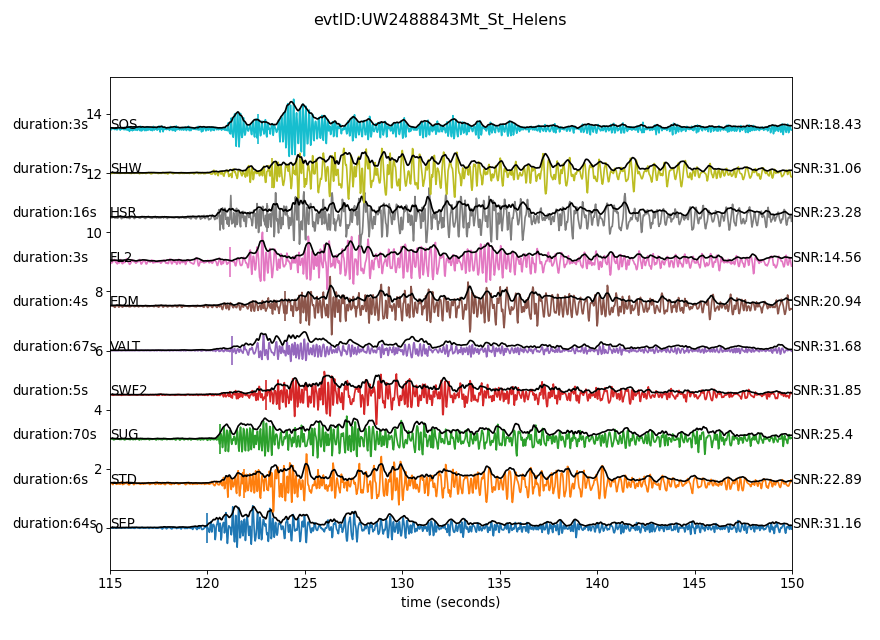 evtID:UW2488843Mt_St_Helens
14
duration:3s SOS SNR:18.43
duration:7s SHW SNR:31.06
12
duration:16s HSR SNR:23.28
10
duration:3s FL2 SNR:14.56
8
duration:4s EDM SNR:20.94
duration:67s VALT SNR:31.68
6
duration:5s SWF2 SNR:31.85
4
duration:70s SUG SNR:25.4
2
duration:6s STD SNR:22.89
duration:64s SEP SNR:31.16
0
115 120 125 130 135 140 145 150
time (seconds)